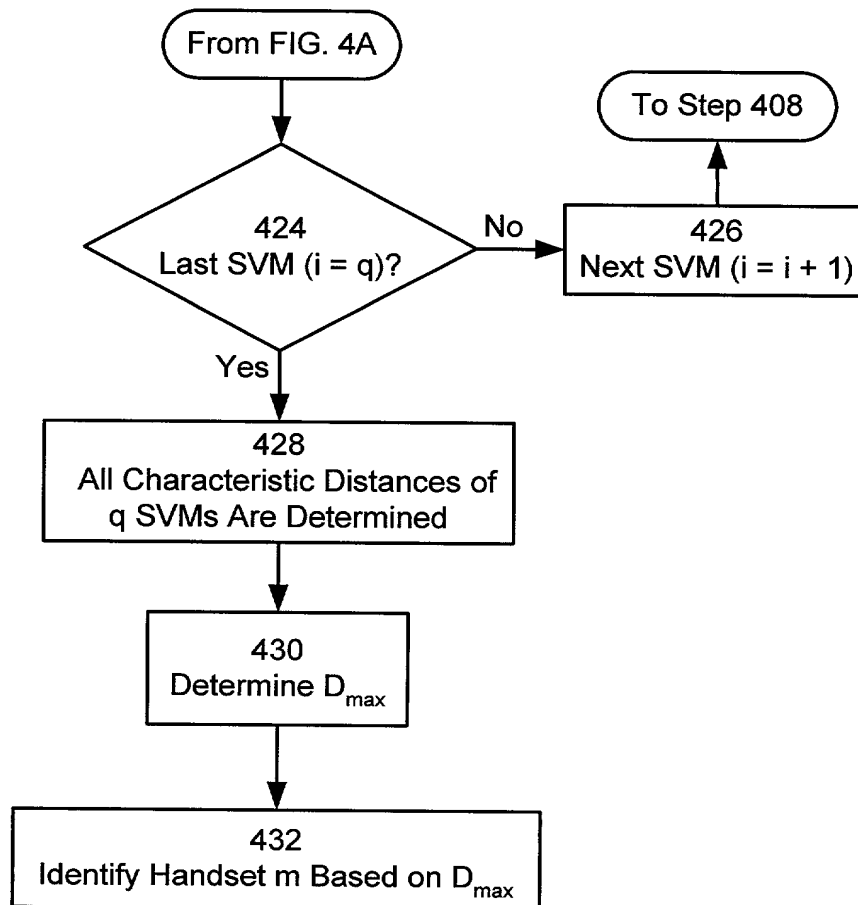 From FIG. 4A
To Step 408
424
Last SVM (i = q)?
No
426
Next SVM (i = i + 1)
Yes
428
All Characteristic Distances of
q SVMs Are Determined
430
Determine Dmax
432
Identify Handset m Based on Dmax